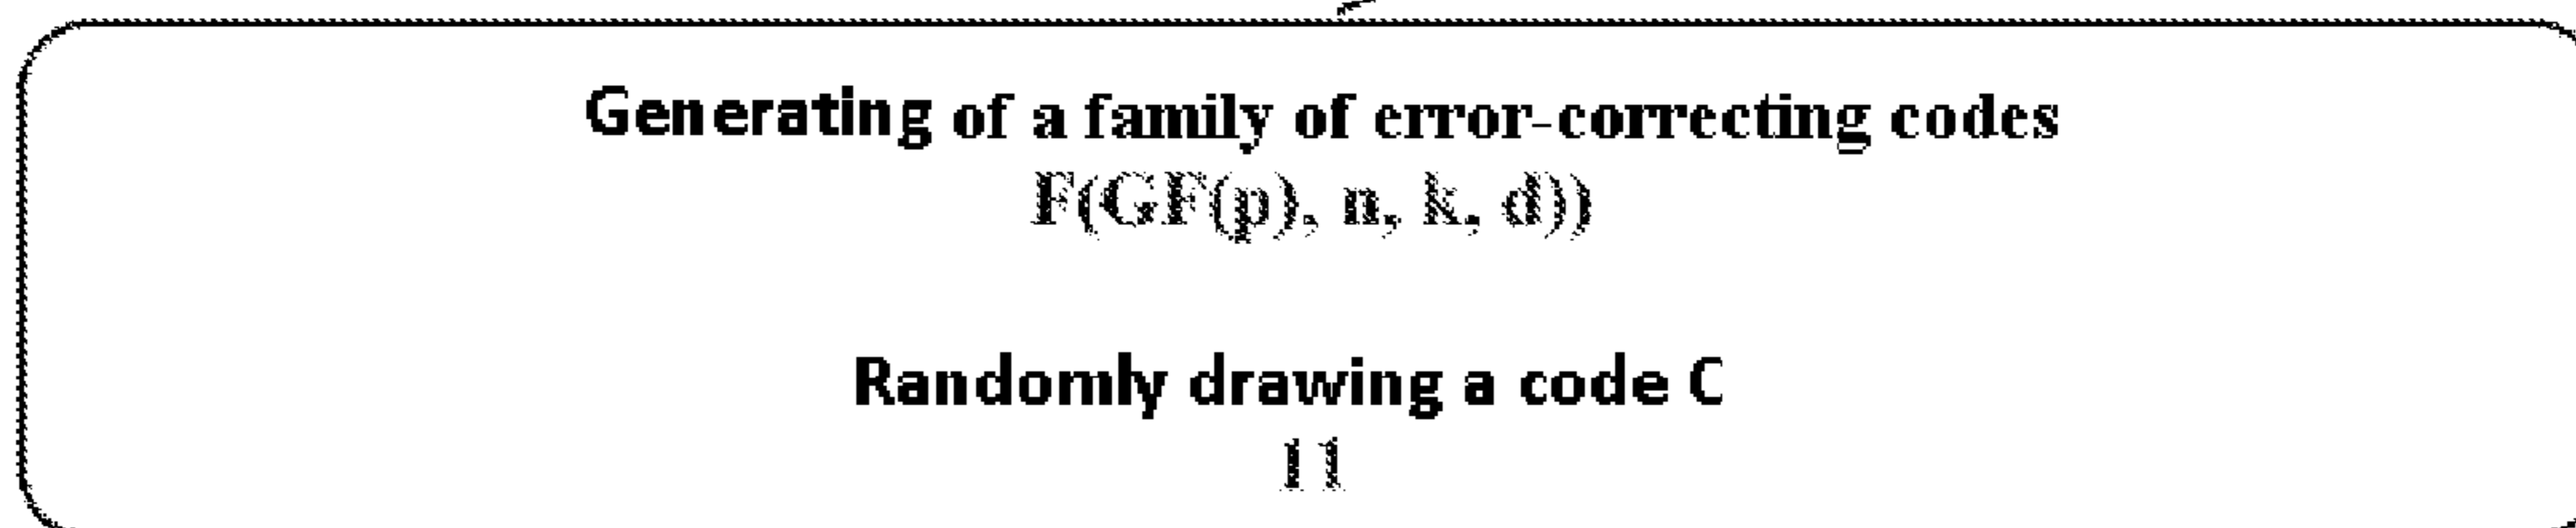 Generating of a family of error-correcting codes
F(GF(p), n, k, d))
Randomly drawing a code C
11